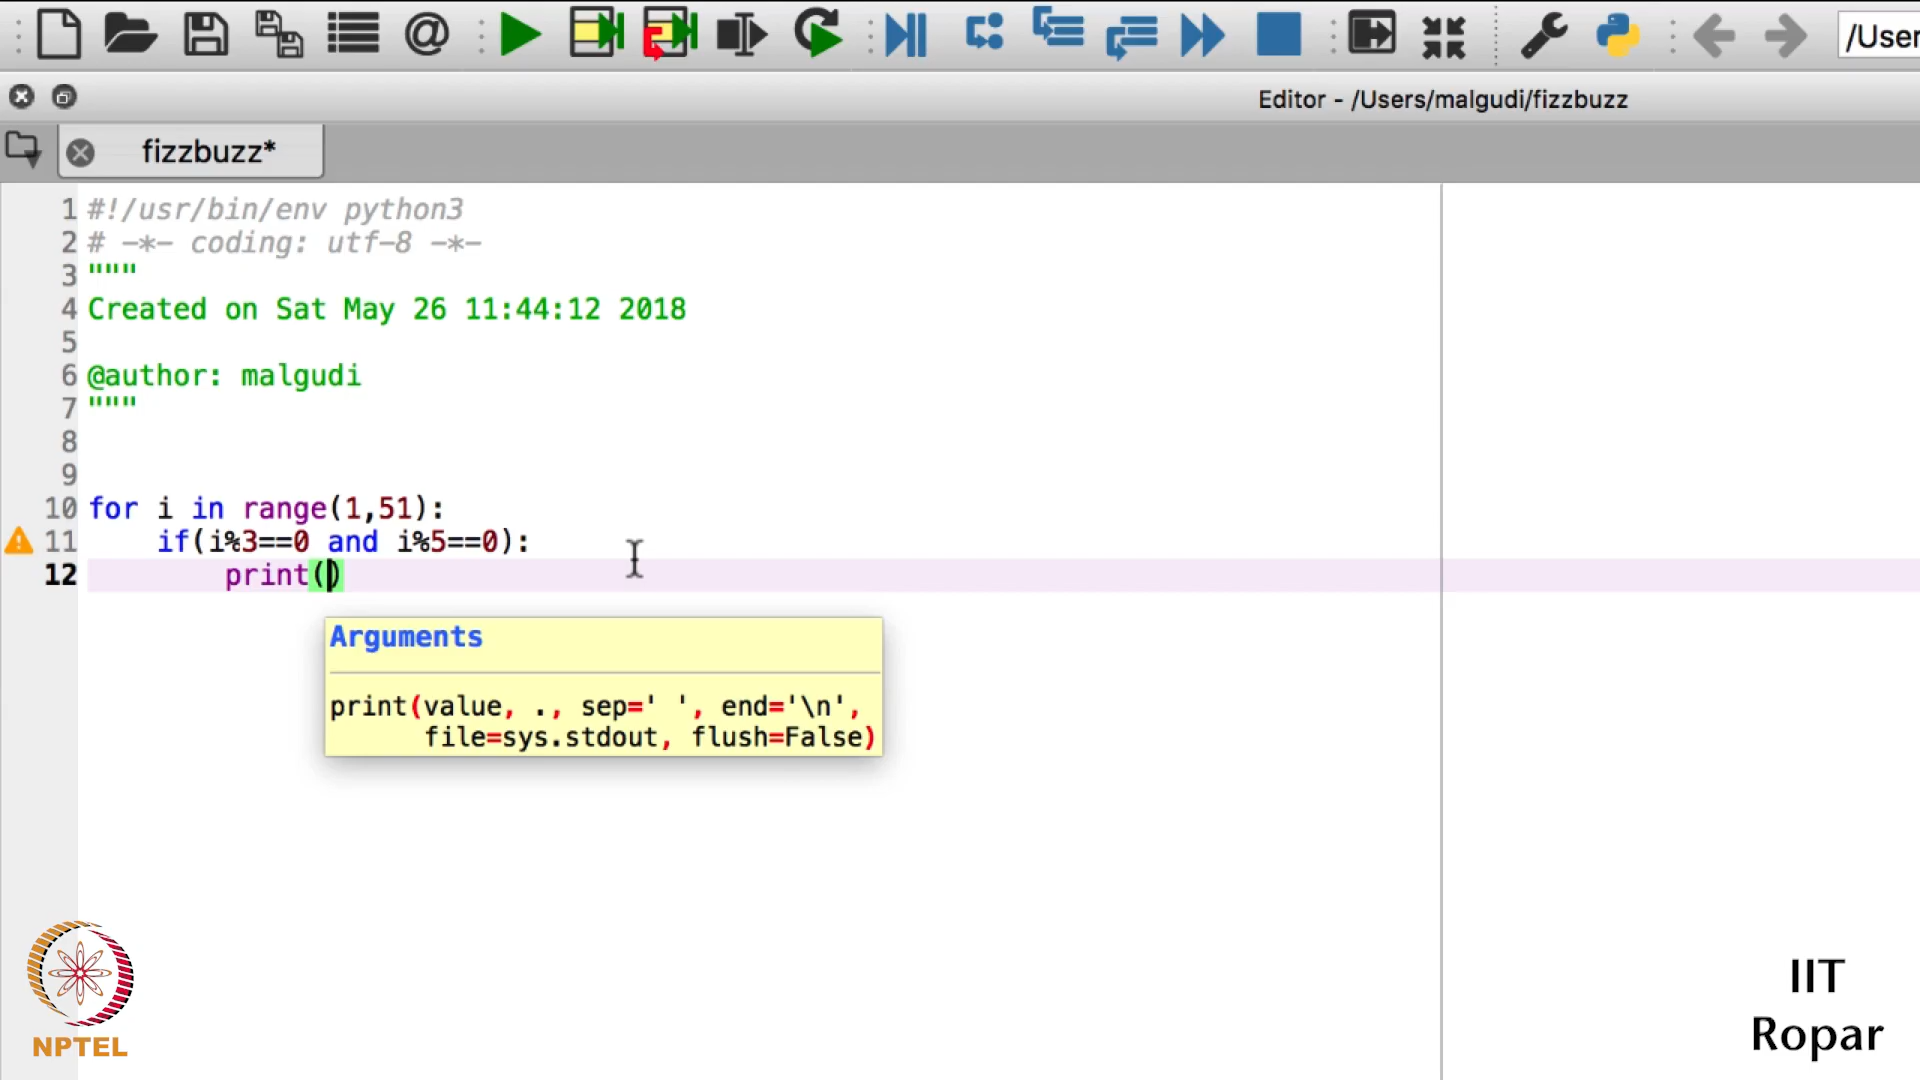 /User
Editor - /Users/malgudi/fizzbuzz
fizzbuzz*
1 #!/usr/bin/env python3
2 # -*- coding: utf-8 -*-
3 """
4 Created on Sat May 26 11:44:12 2018
5
6 @author: malgudi
7 """
8
9
10 for i in range(1,51):
11     if(i%3==0 and i%5==0):
12         print()
Arguments
print(value, ., sep=' ', end='\n',
file=sys.stdout, flush=False)
NPTEL
IIT
Ropar